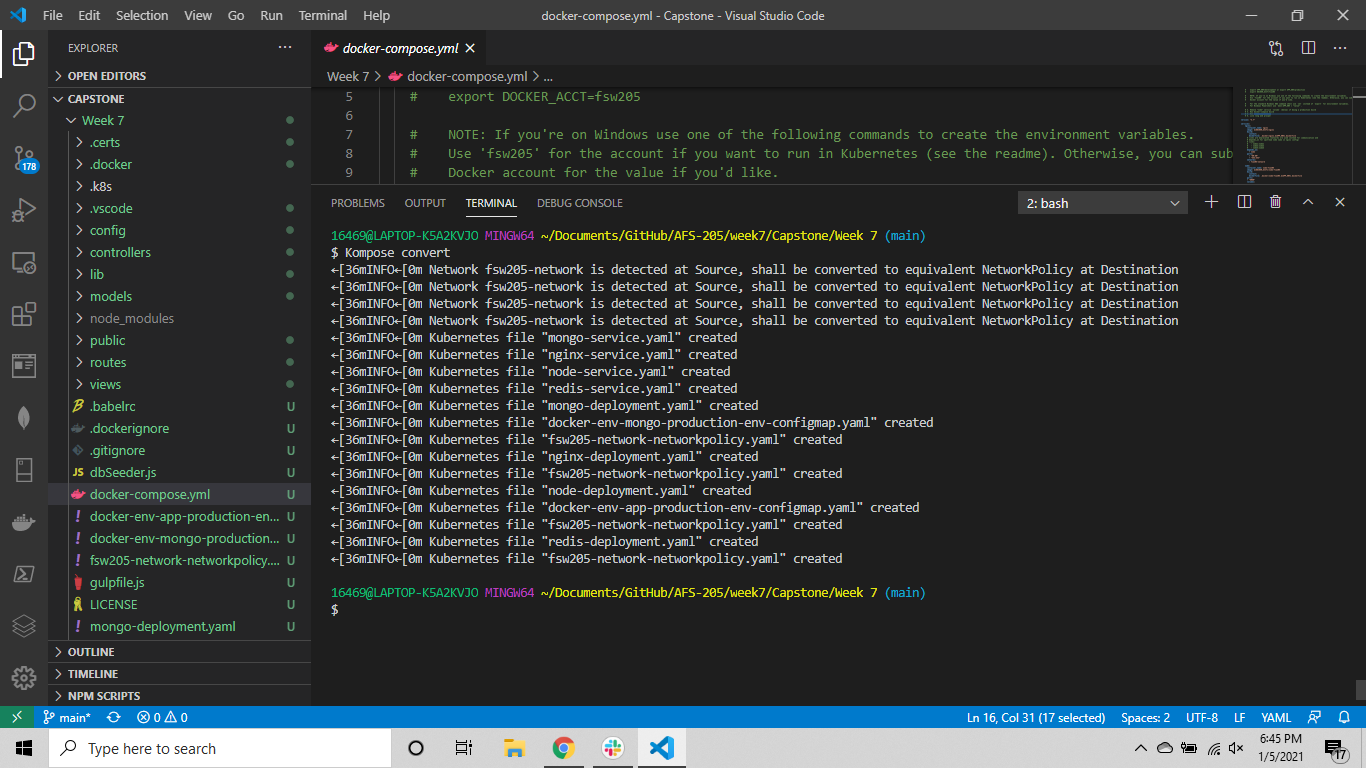 File Edit Selection View Go Run Terminal Help docker-compose.yml - Capstone - Visual Studio Code
EXPLORER
OPEN EDITORS
CAPSTONE
Week 7
.certs
.docker
.k8s
.vscode
config
controllers
lib
models
node_modules
public
routes
views
.babelrc U
.dockerignore U
.gitignore U
JS dbSeeder.js U
docker-compose.yml U
! docker-env-app-production-en... U
! docker-env-mongo-production... U
! fsw205-network-networkpolicy.... U
gulpfile.js U
LICENSE U
! mongo-deployment.yaml U
OUTLINE
TIMELINE
NPM SCRIPTS
178
docker-compose.yml
Week 7 > docker-compose.yml > ...
5 # export DOCKER_ACCT=fsw205
6
7 # NOTE: If you're on Windows use one of the following commands to create the environment variables.
8 # Use 'fsw205' for the account if you want to run in Kubernetes (see the readme). Otherwise, you can sub
9 # Docker account for the value if you'd like.
PROBLEMS OUTPUT TERMINAL DEBUG CONSOLE 2: bash
16469@LAPTOP-K5A2KVJO MINGW64 ~/Documents/GitHub/AFS-205/week7/Capstone/Week 7 (main)
$ Kompose convert
←[36mINFO←[0m Network fsw205-network is detected at Source, shall be converted to equivalent NetworkPolicy at Destination
←[36mINFO←[0m Network fsw205-network is detected at Source, shall be converted to equivalent NetworkPolicy at Destination
←[36mINFO←[0m Network fsw205-network is detected at Source, shall be converted to equivalent NetworkPolicy at Destination
←[36mINFO←[0m Network fsw205-network is detected at Source, shall be converted to equivalent NetworkPolicy at Destination
←[36mINFO←[0m Kubernetes file "mongo-service.yaml" created
←[36mINFO←[0m Kubernetes file "nginx-service.yaml" created
←[36mINFO←[0m Kubernetes file "node-service.yaml" created
←[36mINFO←[0m Kubernetes file "redis-service.yaml" created
←[36mINFO←[0m Kubernetes file "mongo-deployment.yaml" created
←[36mINFO←[0m Kubernetes file "docker-env-mongo-production-env-configmap.yaml" created
←[36mINFO←[0m Kubernetes file "fsw205-network-networkpolicy.yaml" created
←[36mINFO←[0m Kubernetes file "nginx-deployment.yaml" created
←[36mINFO←[0m Kubernetes file "fsw205-network-networkpolicy.yaml" created
←[36mINFO←[0m Kubernetes file "node-deployment.yaml" created
←[36mINFO←[0m Kubernetes file "docker-env-app-production-env-configmap.yaml" created
←[36mINFO←[0m Kubernetes file "fsw205-network-networkpolicy.yaml" created
←[36mINFO←[0m Kubernetes file "redis-deployment.yaml" created
←[36mINFO←[0m Kubernetes file "fsw205-network-networkpolicy.yaml" created
16469@LAPTOP-K5A2KVJO MINGW64 ~/Documents/GitHub/AFS-205/week7/Capstone/Week 7 (main)
$
main* 0 0 Ln 16, Col 31 (17 selected) Spaces: 2 UTF-8 LF YAML
Type here to search
6:45 PM
1/5/2021
17